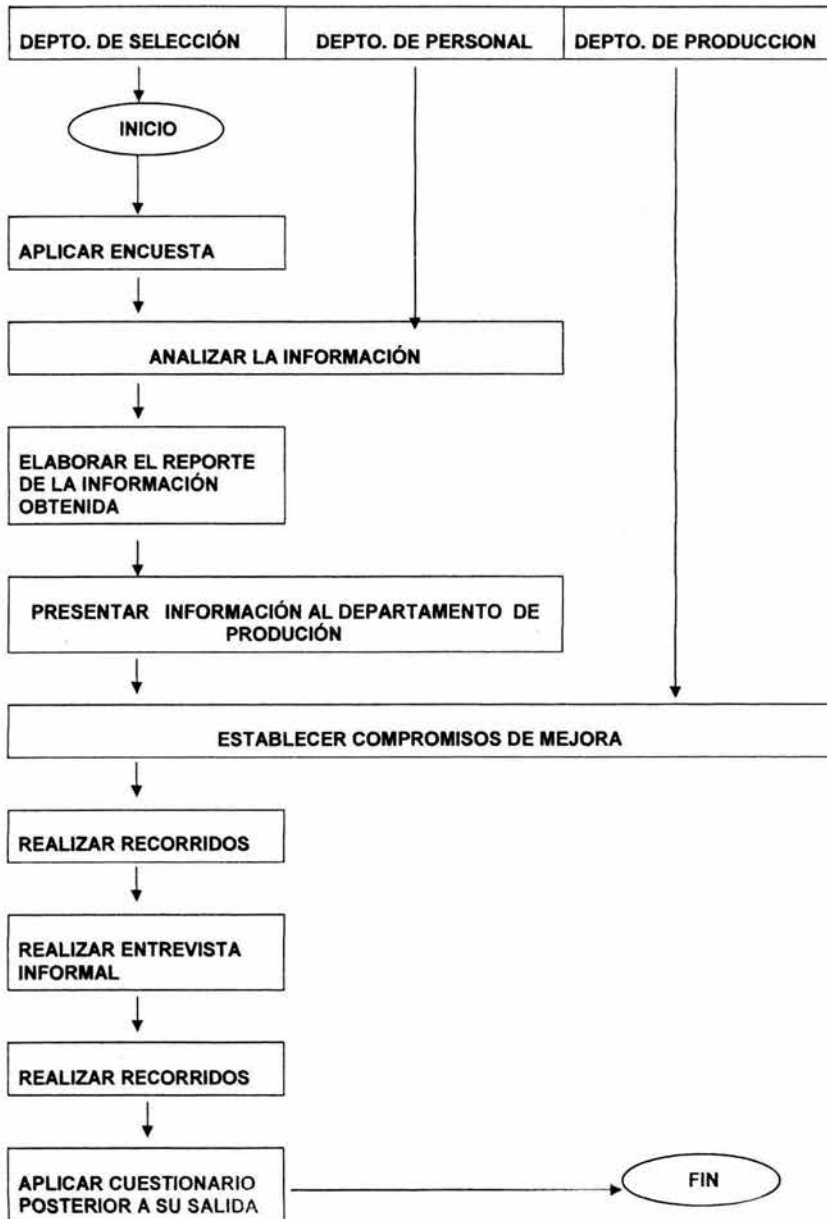 DEPTO. DE SELECCIÓN
DEPTO. DE PERSONAL
DEPTO. DE PRODUCCION
INICIO
APLICAR ENCUESTA
ANALIZAR LA INFORMACIÓN
ELABORAR EL REPORTE
DE LA INFORMACIÓN
OBTENIDA
PRESENTAR INFORMACIÓN AL DEPARTAMENTO DE
PRODUCIÓN
ESTABLECER COMPROMISOS DE MEJORA
REALIZAR RECORRIDOS
REALIZAR ENTREVISTA
INFORMAL
REALIZAR RECORRIDOS
APLICAR CUESTIONARIO
POSTERIOR A SU SALIDA
FIN